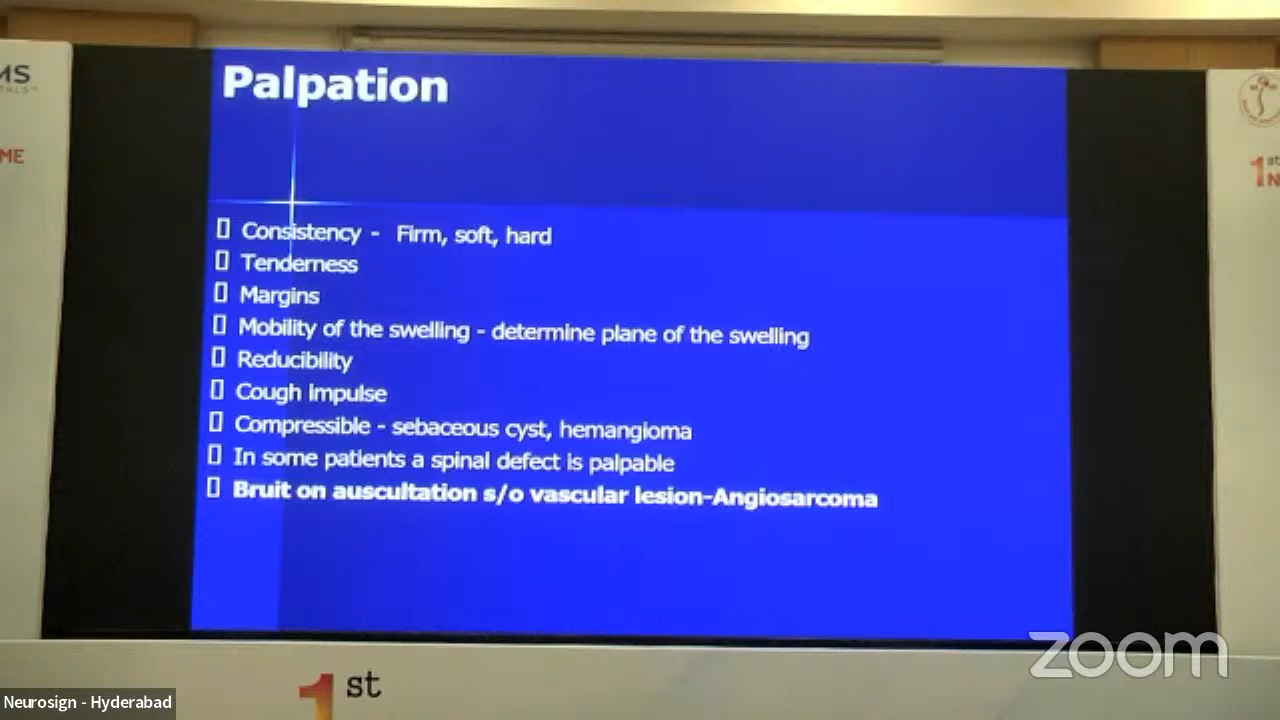 Palpation
Consistency - Firm, soft, hard
Tenderness
Margins
Mobility of the swelling - determine plane of the swelling
Reducibility
Cough impulse
Compressible - sebaceous cyst, hemangioma
In some patients a spinal defect is palpable
Bruit on auscultation s/o vascular lesion-Angiosarcoma
MS
ME
1st
N
1st
zoom
Neurosign - Hyderabad